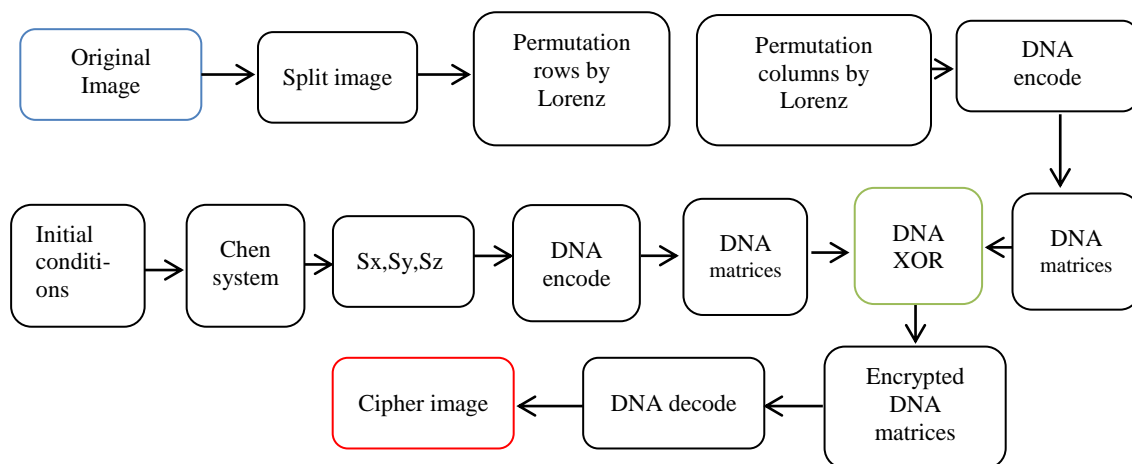 Original
Image
Split image
Permutation
rows by
Lorenz
Permutation
columns by
Lorenz
DNA
encode
Initial
conditi-
ons
Chen
system
Sx,Sy,Sz
DNA
encode
DNA
matrices
DNA
XOR
DNA
matrices
Cipher image
DNA decode
Encrypted
DNA
matrices